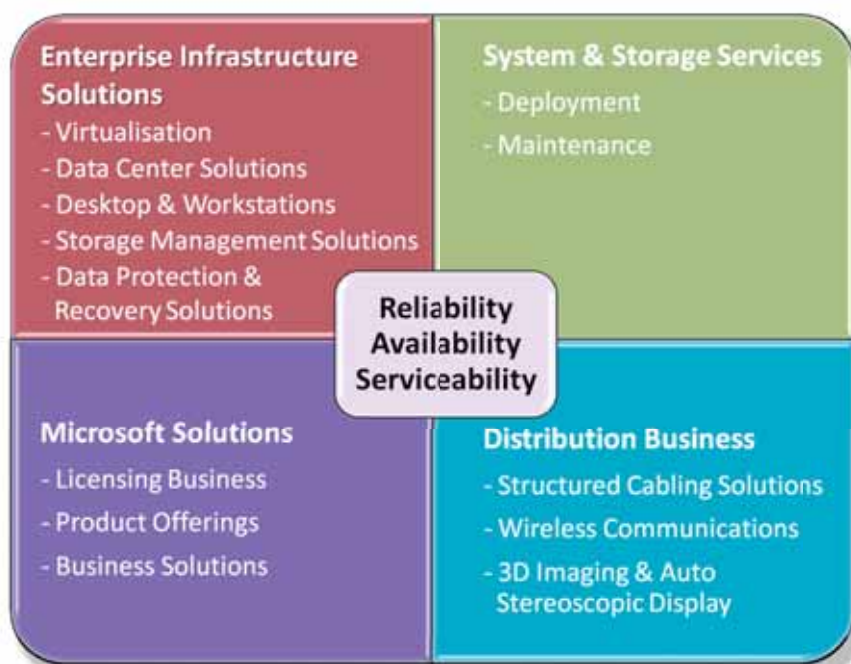 Enterprise Infrastructure
Solutions
- Virtualisation
- Data Center Solutions
- Desktop & Workstations
- Storage Management Solutions
- Data Protection &
Recovery Solutions
System & Storage Services
- Deployment
- Maintenance
Reliability
Availability
Serviceability
Microsoft Solutions
- Licensing Business
- Product Offerings
- Business Solutions
Distribution Business
- Structured Cabling Solutions
- Wireless Communications
- 3D Imaging & Auto
Stereoscopic Display